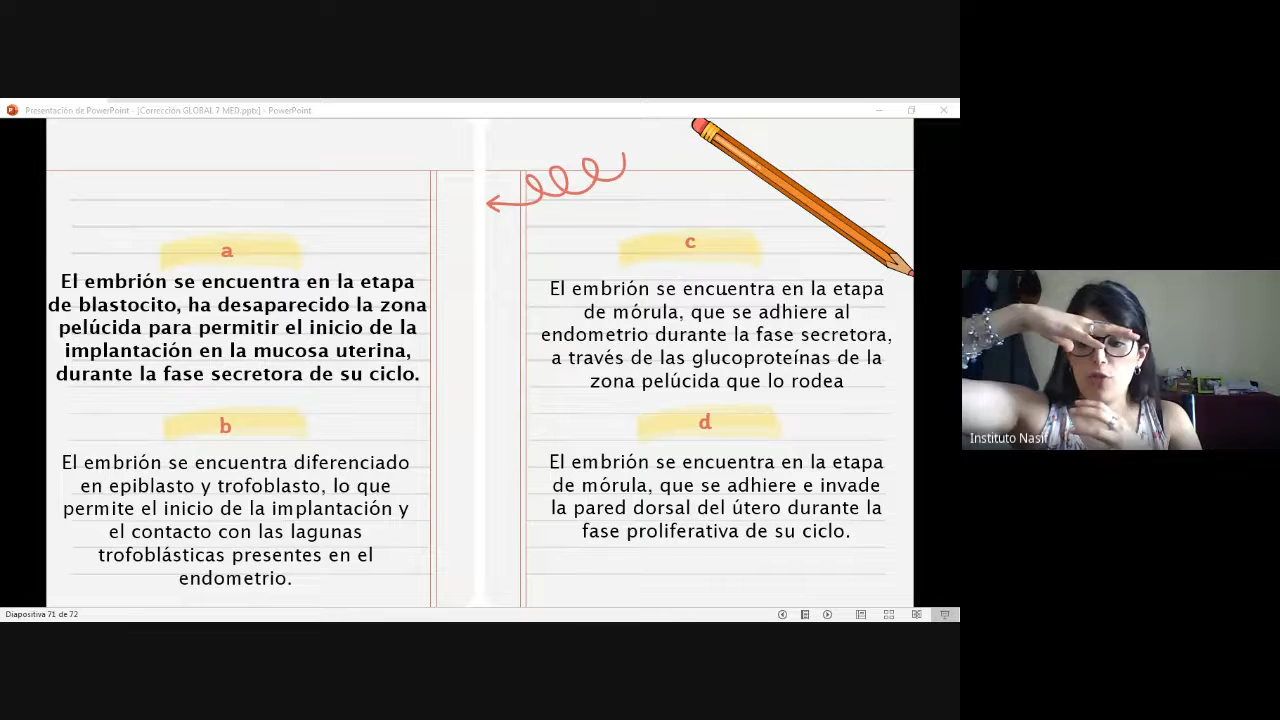 Presentación de PowerPoint - [Corrección GLOBAL 7 MED.pptx] - PowerPoint
a
El embrión se encuentra en la etapa
de blastocito, ha desaparecido la zona
pelúcida para permitir el inicio de la
implantación en la mucosa uterina,
durante la fase secretora de su ciclo.
b
El embrión se encuentra diferenciado
en epiblasto y trofoblasto, lo que
permite el inicio de la implantación y
el contacto con las lagunas
trofoblásticas presentes en el
endometrio.
c
El embrión se encuentra en la etapa
de mórula, que se adhiere al
endometrio durante la fase secretora,
a través de las glucoproteínas de la
zona pelúcida que lo rodea
d
El embrión se encuentra en la etapa
de mórula, que se adhiere e invade
la pared dorsal del útero durante la
fase proliferativa de su ciclo.
Instituto Nasif
Diapositiva 71 de 72